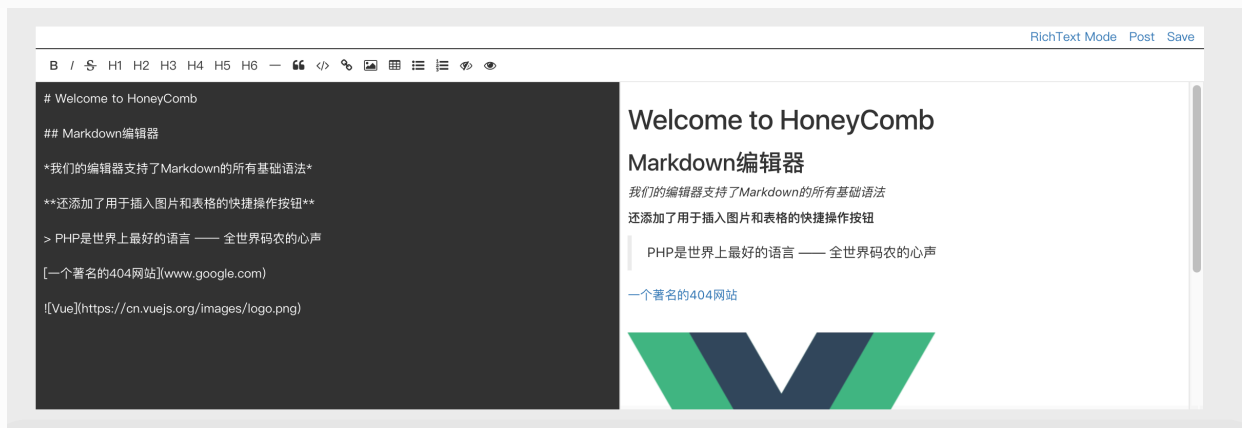 RichText Mode Post Save
B I S H1 H2 H3 H4 H5 H6
# Welcome to HoneyComb
## Markdown编辑器
*我们的编辑器支持了Markdown的所有基础语法*
**还添加了用于插入图片和表格的快捷操作按钮**
> PHP是世界上最好的语言 —— 全世界码农的心声
[一个著名的404网站](www.google.com)
![Vue](https://cn.vuejs.org/images/logo.png)
Welcome to HoneyComb
Markdown编辑器
我们的编辑器支持了Markdown的所有基础语法
还添加了用于插入图片和表格的快捷操作按钮
PHP是世界上最好的语言 —— 全世界码农的心声
一个著名的404网站